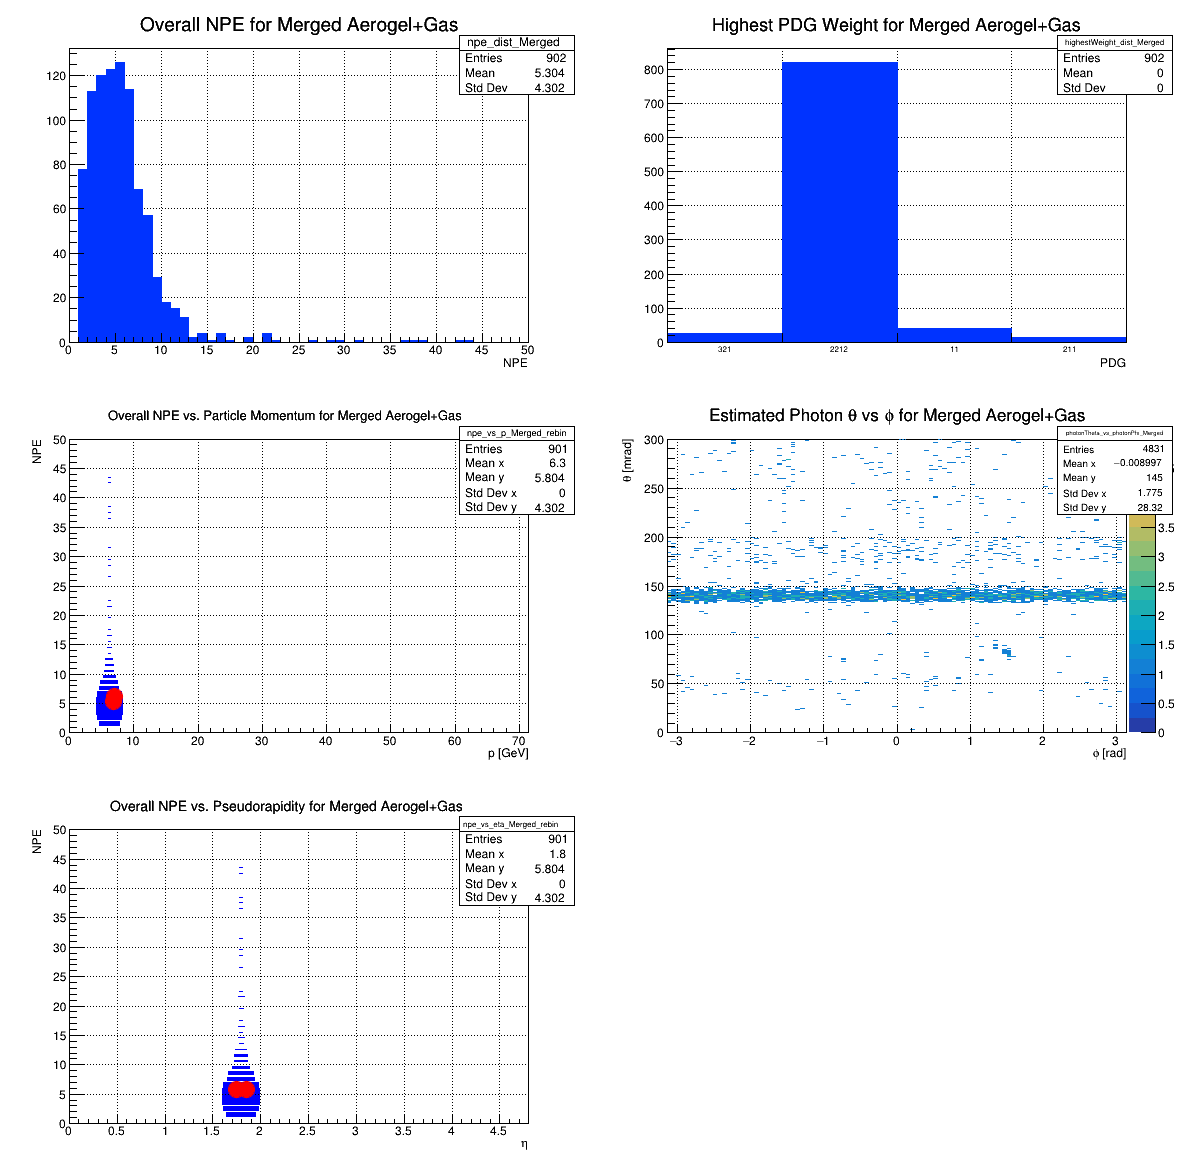 Overall NPE for Merged Aerogel+Gas
npe_dist_Merged
Entries 902
Mean 5.304
Std Dev 4.302
120
100
80
60
40
20
0
0 5 10 15 20 25 30 35 40 45 50
NPE
Highest PDG Weight for Merged Aerogel+Gas
highestWeight_dist_Merged
Entries 902
Mean 0
Std Dev 0
800
700
600
500
400
300
200
100
0
321 2212 11 211
PDG
Overall NPE vs. Particle Momentum for Merged Aerogel+Gas
npe_vs_p_Merged_rebin
Entries 901
Mean x 6.3
Mean y 5.804
Std Dev x 0
Std Dev y 4.302
NPE
50
45
40
35
30
25
20
15
10
5
0
0 10 20 30 40 50 60 70
p [GeV]
Estimated Photon θ vs ϕ for Merged Aerogel+Gas
photonTheta_vs_photonPhi_Merged
Entries 4831
Mean x −0.008997
Mean y 145
Std Dev x 1.775
Std Dev y 28.32
θ [mrad]
300
250
200
150
100
50
0
−3 −2 −1 0 1 2 3
ϕ [rad]
3.5
3
2.5
2
1.5
1
0.5
0
Overall NPE vs. Pseudorapidity for Merged Aerogel+Gas
npe_vs_eta_Merged_rebin
Entries 901
Mean x 1.8
Mean y 5.804
Std Dev x 0
Std Dev y 4.302
NPE
50
45
40
35
30
25
20
15
10
5
0
0 0.5 1 1.5 2 2.5 3 3.5 4 4.5
η